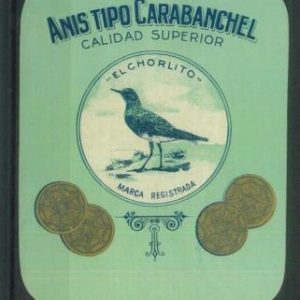 ANIS TIPO CARABANCHEL
CALIDAD SUPERIOR
"EL CHORLITO"
MARCA REGISTRADA